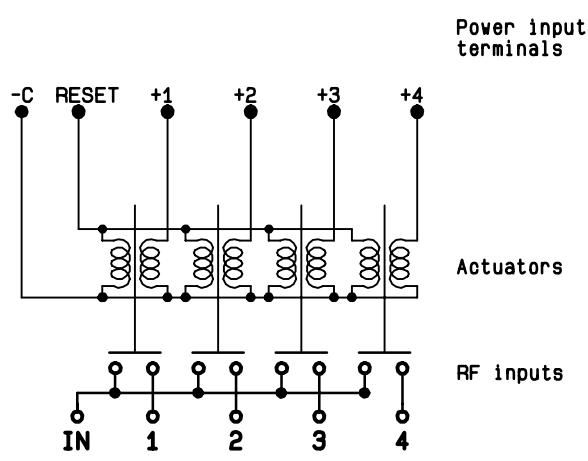 Power input
terminals
-C RESET +1 +2 +3 +4
Actuators
RF inputs
IN 1 2 3 4